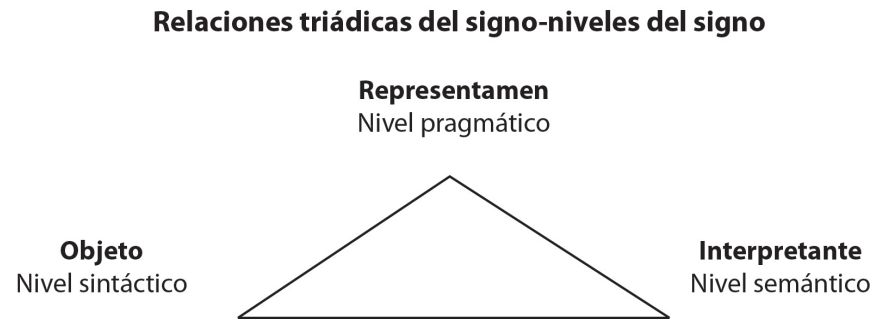 Relaciones triádicas del signo-niveles del signo
Representamen
Nivel pragmático
Objeto
Nivel sintáctico
Interpretante
Nivel semántico